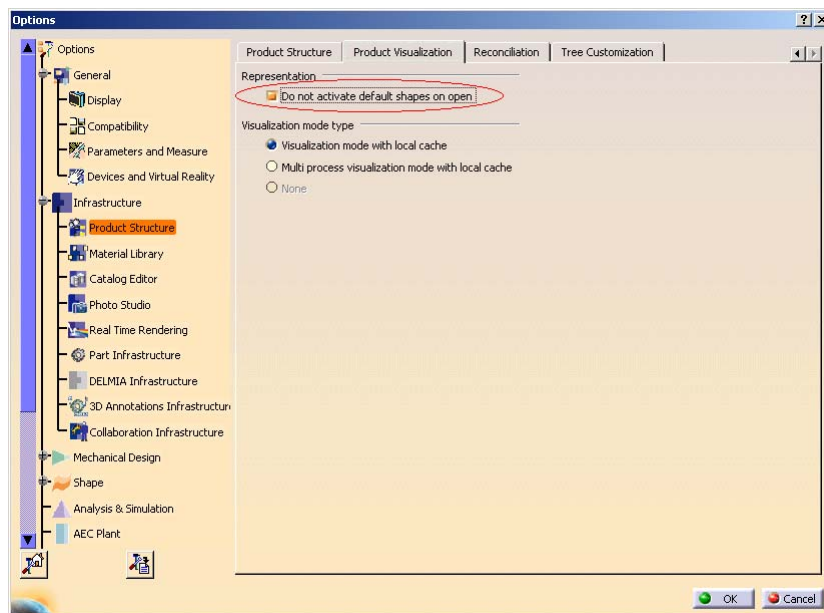 Options
Options
General
Display
Compatibility
Parameters and Measure
Devices and Virtual Reality
Infrastructure
Product Structure
Material Library
Catalog Editor
Photo Studio
Real Time Rendering
Part Infrastructure
DELMIA Infrastructure
3D Annotations Infrastructur
Collaboration Infrastructure
Mechanical Design
Shape
Analysis & Simulation
AEC Plant
Product Structure Product Visualization Reconciliation Tree Customization
Representation
Do not activate default shapes on open
Visualization mode type
Visualization mode with local cache
Multi process visualization mode with local cache
None
OK Cancel